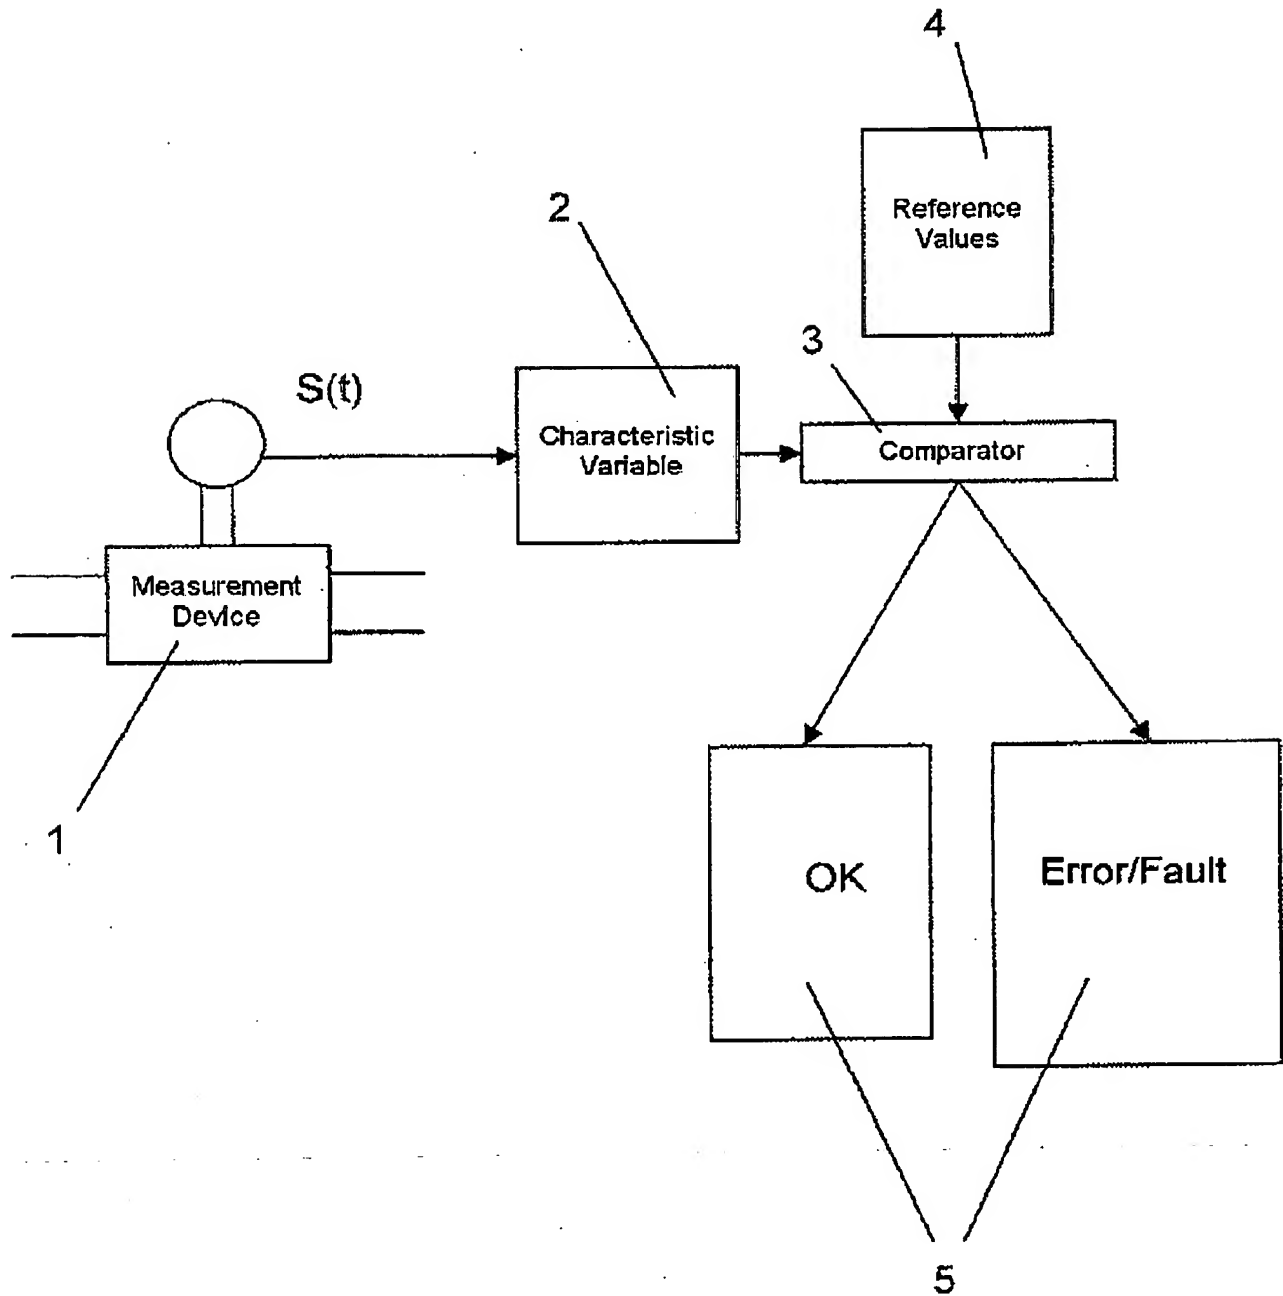 4
Reference
Values
2
3
S(t)
Characteristic
Variable
Comparator
Measurement
Device
1
OK
Error/Fault
5